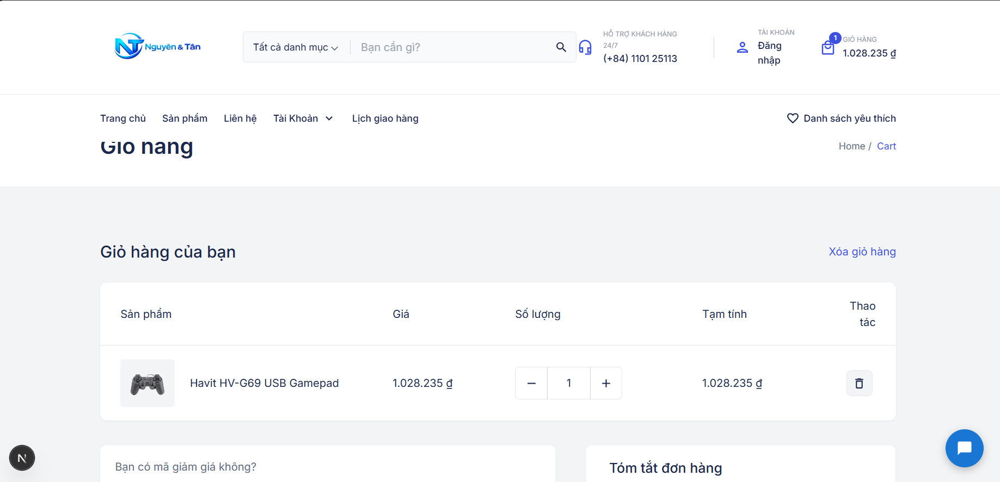 HỖ TRỢ KHÁCH HÀNG
24/7
(+84) 1101 25113
TÀI KHOẢN
Đăng
nhập
1
GIỎ HÀNG
1.028.235 ₫
NT Nguyên & Tân
Tất cả danh mục
Bạn cần gì?
Trang chủ
Sản phẩm
Liên hệ
Tài Khoản
Lịch giao hàng
Danh sách yêu thích
Giỏ hàng
Home / Cart
Giỏ hàng của bạn
Xóa giỏ hàng
Sản phẩm
Giá
Số lượng
Tạm tính
Thao
tác
Havit HV-G69 USB Gamepad
1.028.235 ₫
− 1 +
1.028.235 ₫
N
Bạn có mã giảm giá không?
Tóm tắt đơn hàng